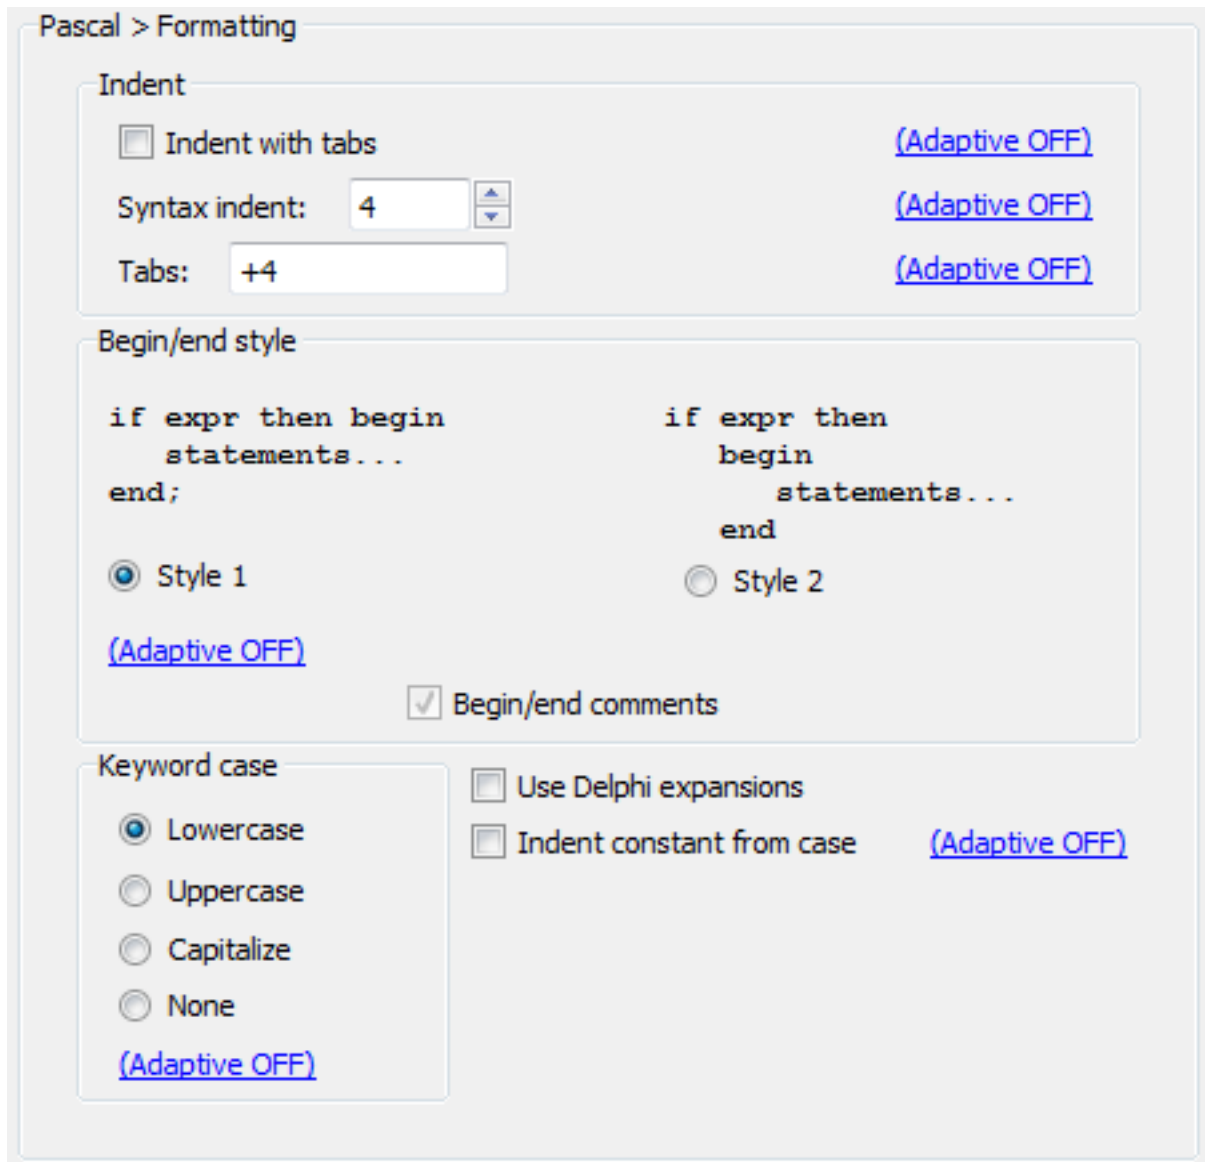 Pascal > Formatting
Indent
Indent with tabs (Adaptive OFF)
Syntax indent: 4 (Adaptive OFF)
Tabs: +4 (Adaptive OFF)
Begin/end style
if expr then begin
statements...
end;
Style 1
if expr then
begin
statements...
end
Style 2
(Adaptive OFF)
Begin/end comments
Keyword case
Lowercase
Uppercase
Capitalize
None
(Adaptive OFF)
Use Delphi expansions
Indent constant from case (Adaptive OFF)